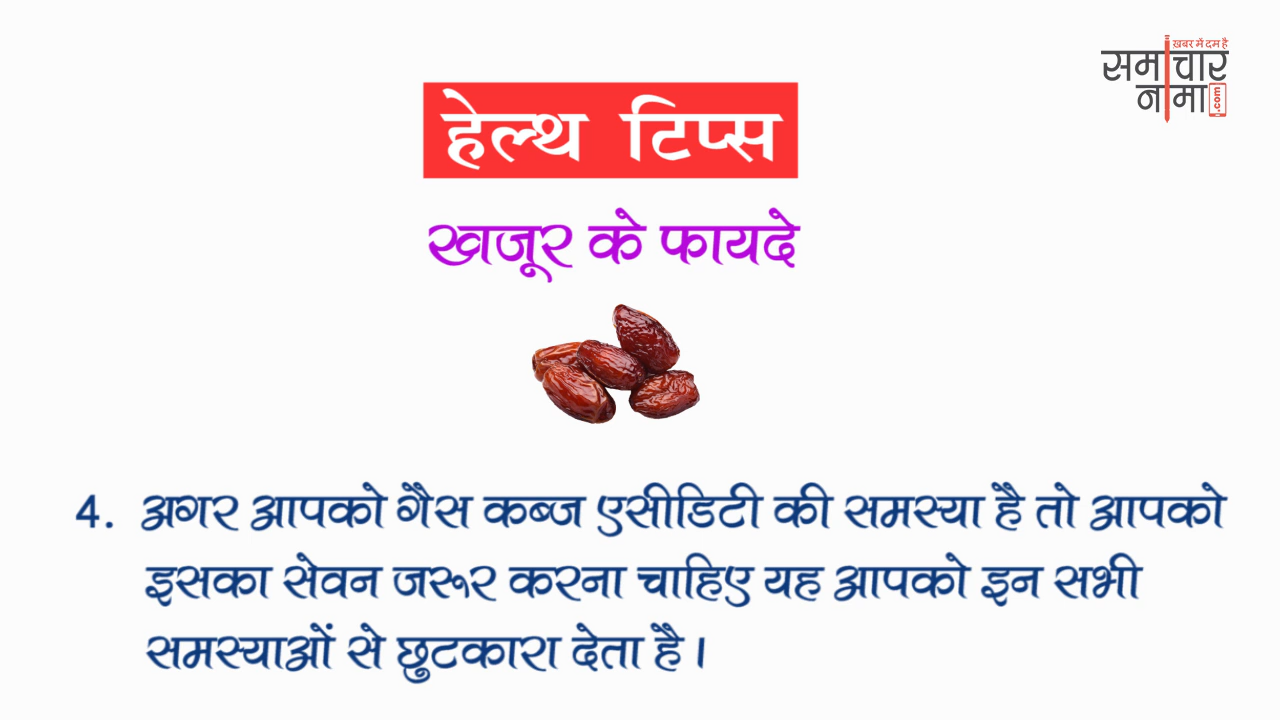 ख़बर में दम है
समाचार
नामा.com
हेल्थ टिप्स
खजूर के फायदे
4. अगर आपको गैस कब्ज एसीडिटी की समस्या है तो आपको
इसका सेवन जरूर करना चाहिए यह आपको इन सभी
समस्याओं से छुटकारा देता है।